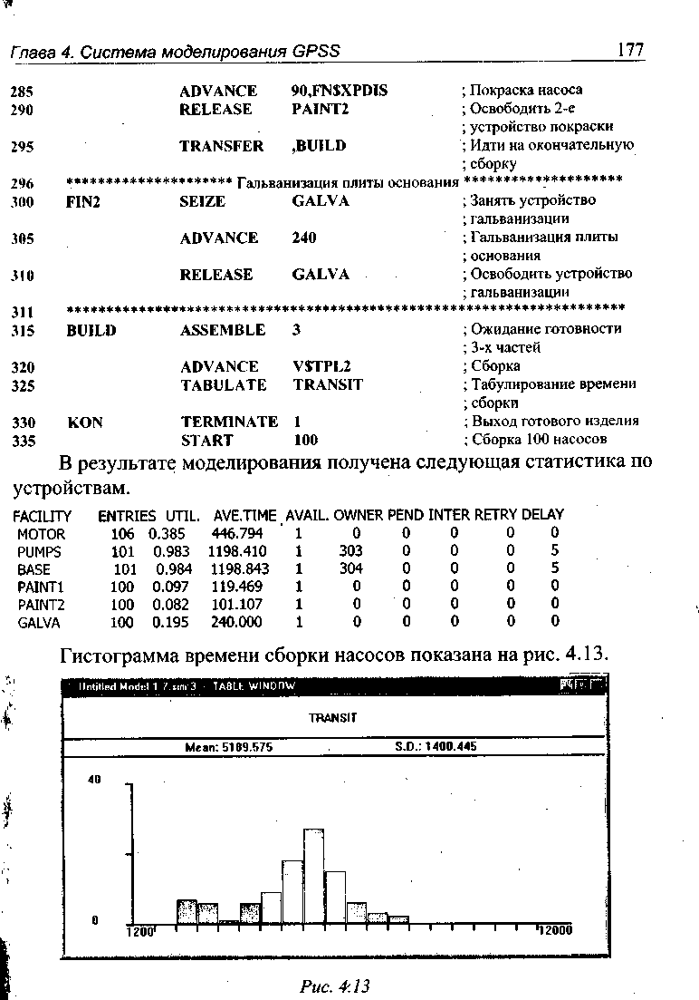 Глава 4. Система моделирования GPSS 177
285 ADVANCE 90,FN$XPDIS ; Покраска насоса
290 RELEASE PAINT2 ; Освободить 2-е
; устройство покраски
295 TRANSFER ,BUILD ; Идти на окончательную
; сборку
296 ********************* Гальванизация плиты основания ********************
300 FIN2 SEIZE GALVA ; Занять устройство
; гальванизации
305 ADVANCE 240 ; Гальванизация плиты
; основания
310 RELEASE GALVA ; Освободить устройство
; гальванизации
311 **********************************************************************
315 BUILD ASSEMBLE 3 ; Ожидание готовности
; 3-х частей
320 ADVANCE V$TPL2 ; Сборка
325 TABULATE TRANSIT ; Табулирование времени
; сборки
330 KON TERMINATE 1 ; Выход готового изделия
335 START 100 ; Сборка 100 насосов
В результате моделирования получена следующая статистика по
устройствам.
FACILITY ENTRIES UTIL. AVE.TIME AVAIL. OWNER PEND INTER RETRY DELAY
MOTOR 106 0.385 446.794 1 0 0 0 0 0
PUMPS 101 0.983 1198.410 1 303 0 0 0 5
BASE 101 0.984 1198.843 1 304 0 0 0 5
PAINT1 100 0.097 119.469 1 0 0 0 0 0
PAINT2 100 0.082 101.107 1 0 0 0 0 0
GALVA 100 0.195 240.000 1 0 0 0 0 0
Гистограмма времени сборки насосов показана на рис. 4.13.
Untitled Model 1.7.sim 3 - TABLE WINDOW
TRANSIT
Mean: 5189.575 S.D.: 1400.445
40
0
1200 12000
Рис. 4.13